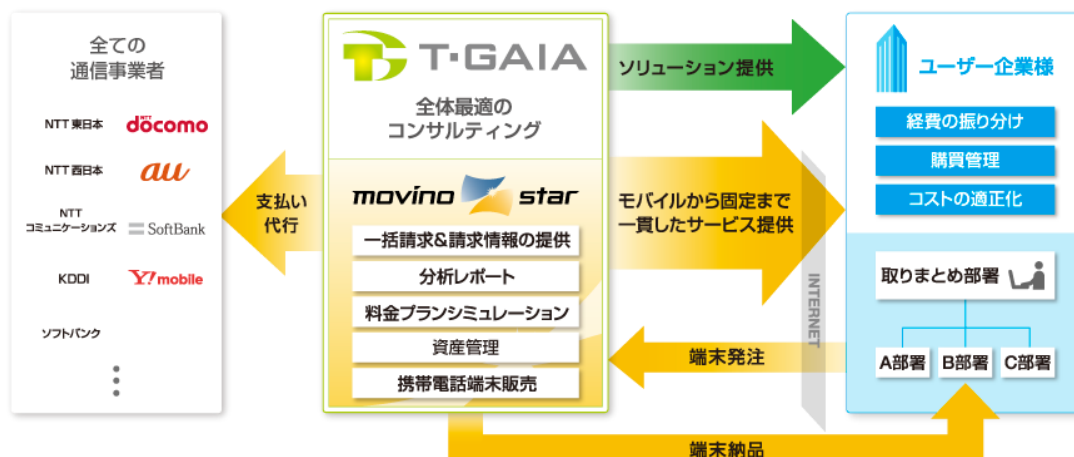 全ての
通信事業者
NTT 東日本
NTT
döcomo
NTT 西日本
au
NTT
コミュニケーションズ
SoftBank
KDDI
Y!mobile
ソフトバンク
支払い
代行
T・GAIA
全体最適の
コンサルティング
movino star
一括請求&請求情報の提供
分析レポート
料金プランシミュレーション
資産管理
携帯電話端末販売
ソリューション提供
モバイルから固定まで
一貫したサービス提供
INTERNET
端末発注
端末納品
ユーザー企業様
経費の振り分け
購買管理
コストの適正化
取りまとめ部署
A部署
B部署
C部署